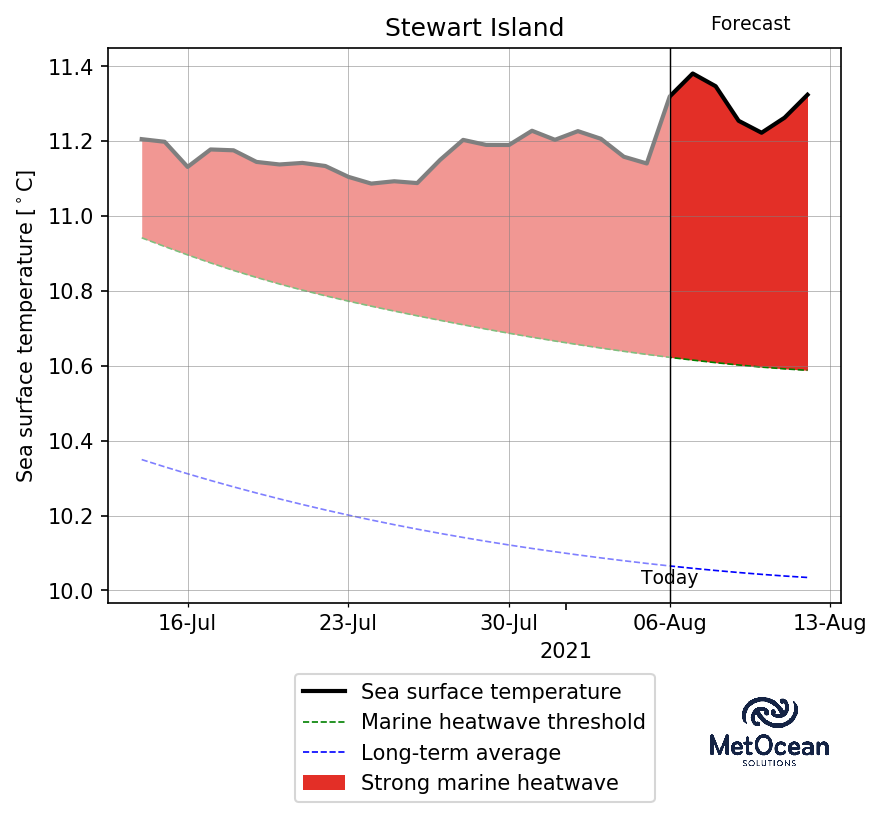 Stewart Island
Forecast
Sea surface temperature [°C]
11.4
11.2
11.0
10.8
10.6
10.4
10.2
10.0
Today
16-Jul 23-Jul 30-Jul 06-Aug 13-Aug
2021
Sea surface temperature
Marine heatwave threshold
Long-term average
Strong marine heatwave
MetOcean
SOLUTIONS